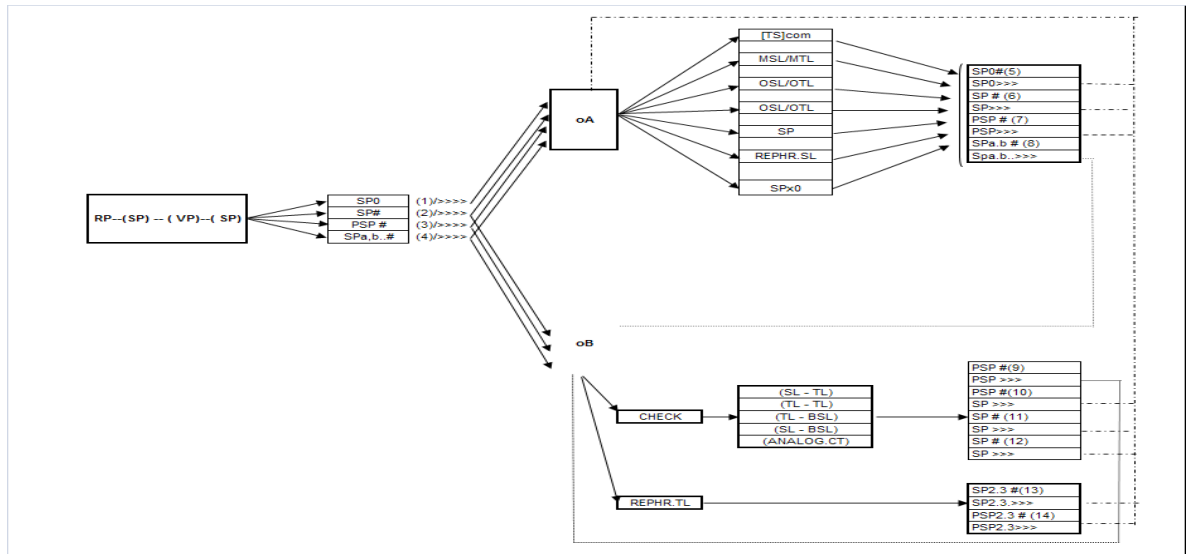 RP--(SP) -- ( VP)--( SP)
SP0 (1)/>>>>
SP# (2)/>>>>
PSP # (3)/>>>>
SPa,b..# (4)/>>>>
oA
[TS]com
MSL/MTL
OSL/OTL
OSL/OTL
SP
REPHR.SL
SPx0
SP0#(5)
SP0>>>
SP # (6)
SP>>>
PSP # (7)
PSP>>>
SPa.b # (8)
Spa.b..>>>
oB
CHECK
(SL - TL)
(TL - TL)
(TL - BSL)
(SL - BSL)
(ANALOG.CT)
PSP #(9)
PSP >>>
PSP #(10)
SP >>>
SP # (11)
SP >>>
SP # (12)
SP >>>
REPHR.TL
SP2.3 #(13)
SP2.3.>>>
PSP2.3 # (14)
PSP2.3>>>